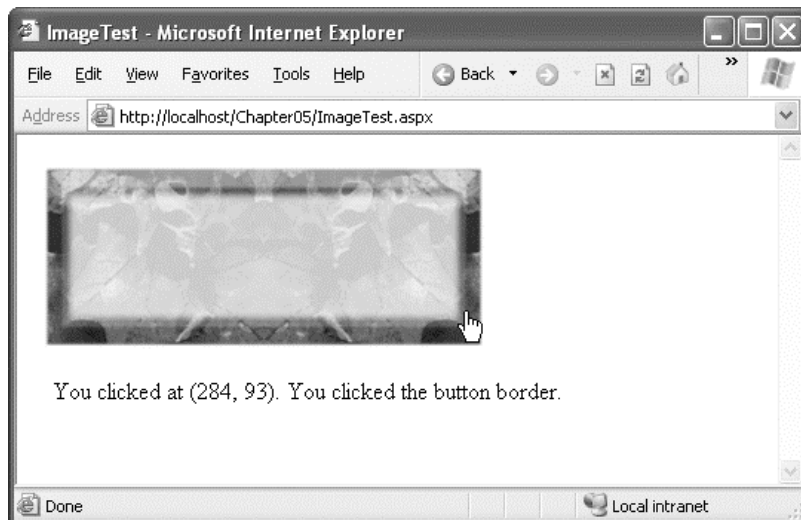 ImageTest - Microsoft Internet Explorer
File Edit View Favorites Tools Help Back »
Address http://localhost/Chapter05/ImageTest.aspx
You clicked at (284, 93). You clicked the button border.
Done Local intranet